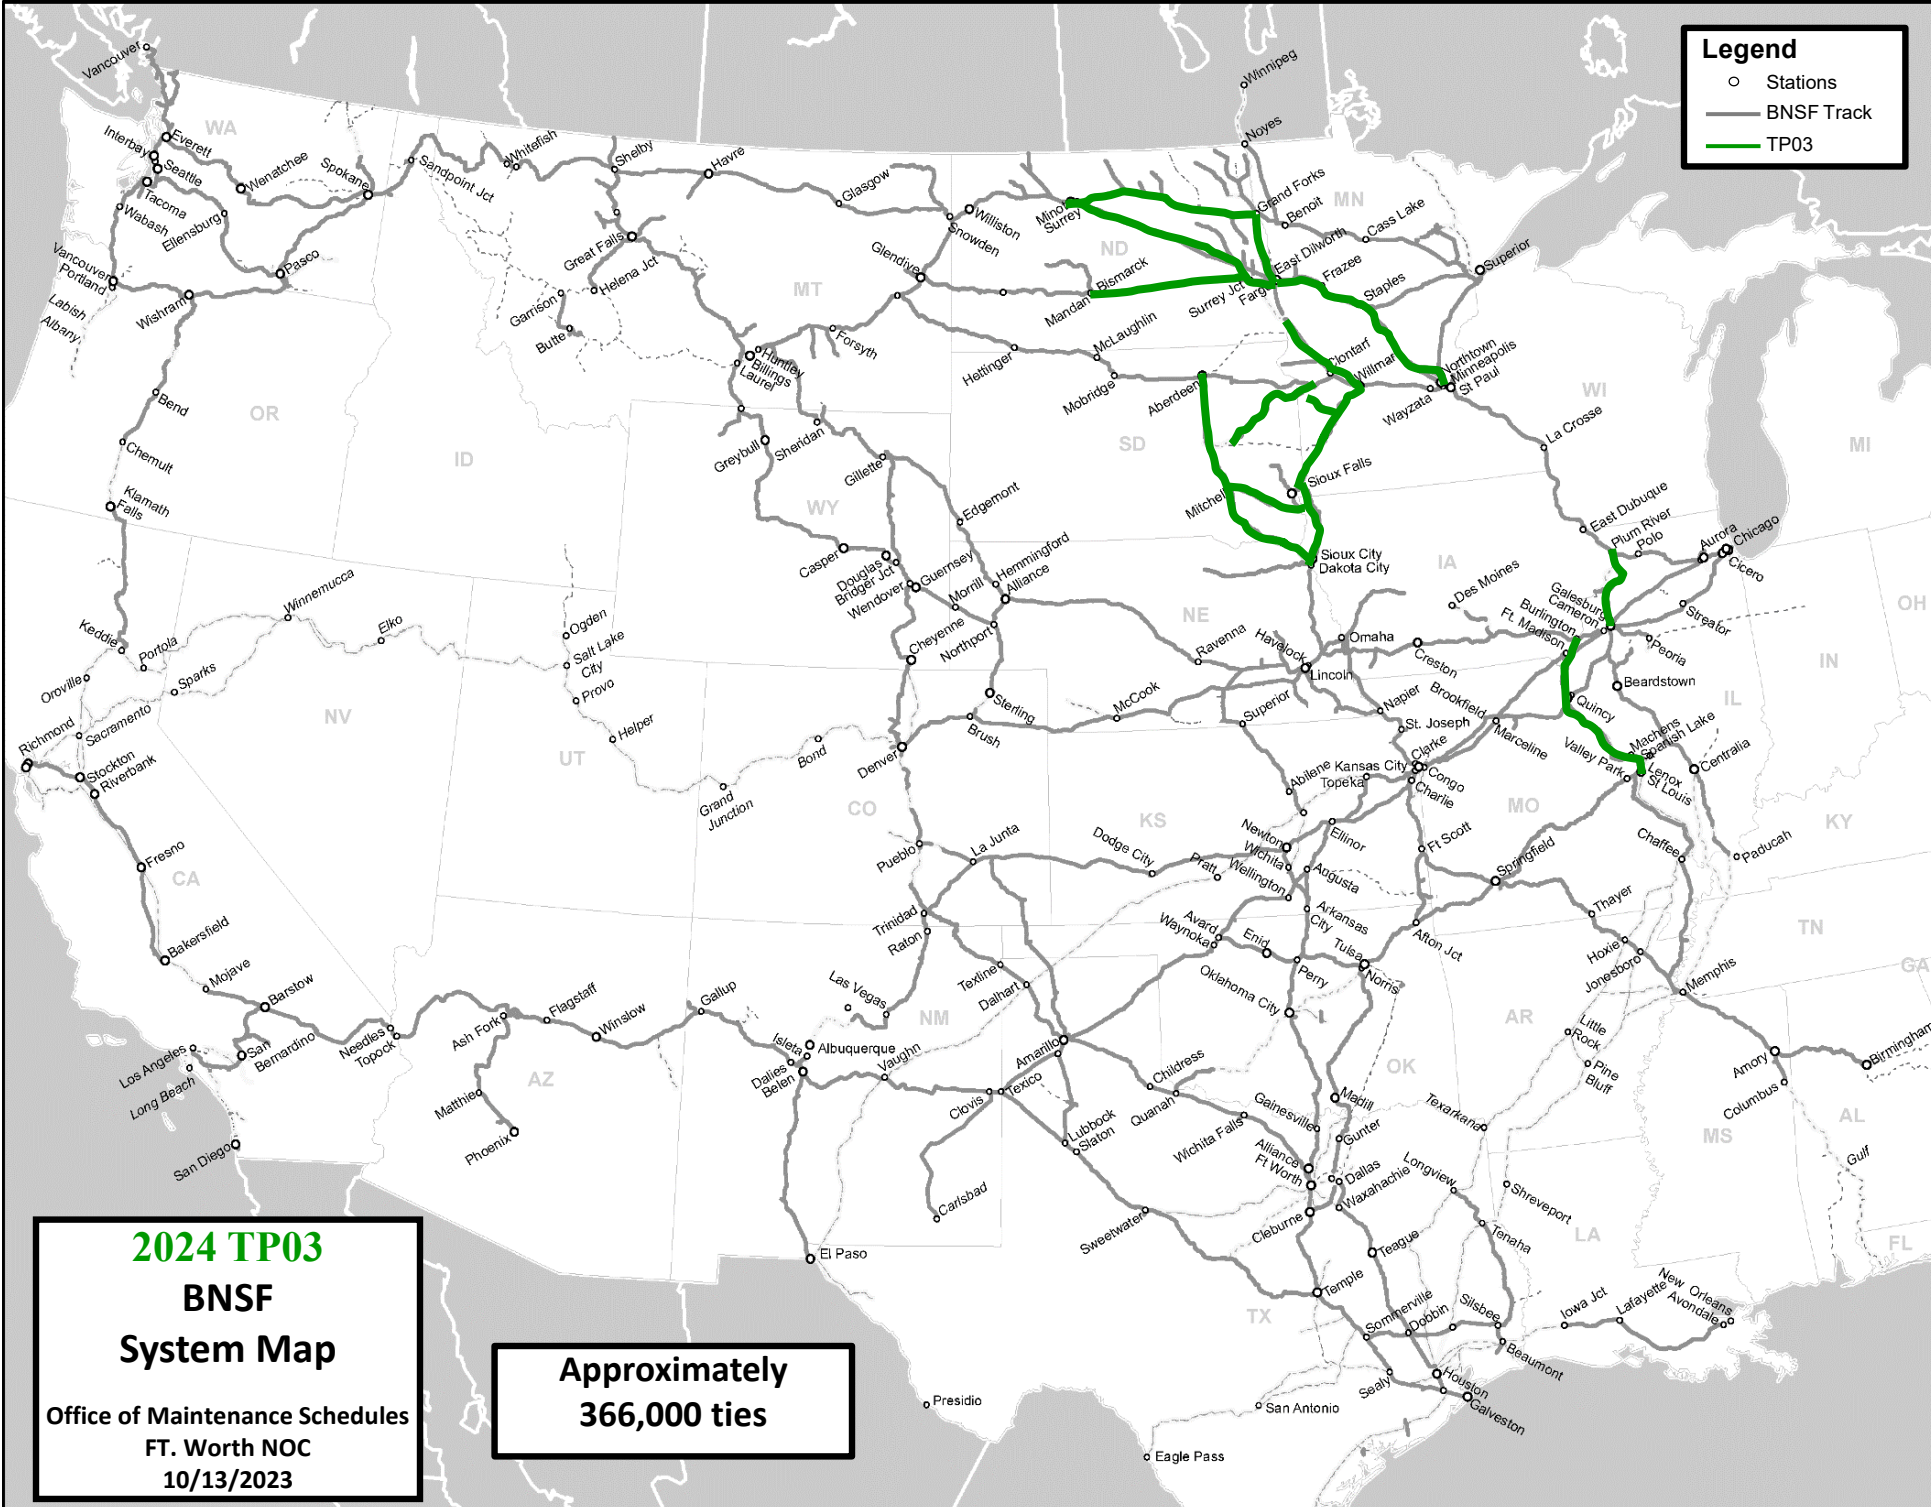 Legend
Stations
BNSF Track
TP03
Vancouver
Winnipeg
Noyes
WA
Everett
Interbay
Seattle
Tacoma
Wabash
Ellensburg
Wenatchee
Spokane
Sandpoint Jct
Whitefish
Shelby
Havre
Glasgow
Williston
Snowden
Minot
Surrey
Grand Forks
Benoit
MN
Cass Lake
Superior
Vancouver
Portland
Labish
Albany
Wishram
Pasco
Great Falls
Helena Jct
Garrison
Butte
MT
Glendive
ND
Bismarck
Mandan
Surrey Jct
Fargo
East Dilworth
Frazee
Staples
Forsyth
Huntley
Billings
Laurel
Hettinger
McLaughlin
Mobridge
Aberdeen
Clontarf
Willmar
Northtown
Minneapolis
St Paul
Wayzata
WI
La Crosse
MI
Bend
OR
Chemult
ID
Klamath
Falls
Greybull
Sheridan
Gillette
WY
Edgemont
SD
Mitchell
Sioux Falls
Sioux City
Dakota City
East Dubuque
Plum River
Polo
Aurora
Chicago
Cicero
Casper
Douglas
Bridger Jct
Wendover
Guernsey
Morrill
Hemmingford
Alliance
Northport
Cheyenne
NE
IA
Des Moines
Galesburg
Cameron
Burlington
Ft. Madison
Streator
Peoria
OH
IN
Winnemucca
Elko
Ogden
Salt Lake
City
Provo
Helper
Keddie
Portola
Oroville
Sparks
Sacramento
Richmond
Stockton
Riverbank
NV
UT
Grand
Junction
Bond
Denver
Brush
Sterling
McCook
Ravenna
Havelock
Lincoln
Omaha
Creston
Superior
Napier
St. Joseph
Brookfield
Marceline
Quincy
Beardstown
IL
CO
KS
Abilene
Kansas City
Topeka
Clarke
Congo
Charlie
MO
Valley Park
Machens
Spanish Lake
Lenox
St Louis
Centralia
Fresno
CA
Bakersfield
Mojave
Barstow
Pueblo
La Junta
Dodge City
Pratt
Newton
Wichita
Wellington
Ellinor
Augusta
Ft Scott
Springfield
Chaffee
Paducah
KY
Trinidad
Raton
Avard
Waynoka
Enid
Arkansas
City
Tulsa
Afton Jct
Thayer
Hoxie
Jonesboro
TN
GA
Los Angeles
Long Beach
San
Bernardino
San Diego
Needles
Topock
Ash Fork
Flagstaff
Winslow
Gallup
AZ
Matthie
Phoenix
Las Vegas
NM
Isleta
Albuquerque
Dalies
Belen
Vaughn
Texline
Dalhart
Amarillo
Clovis
Texico
Lubbock
Slaton
Childress
Quanah
Oklahoma City
Perry
Norris
OK
AR
Little
Rock
Pine
Bluff
Memphis
Amory
Columbus
Birmingham
AL
MS
Gulf
Carlsbad
El Paso
Sweetwater
Wichita Falls
Gainesville
Alliance
Ft Worth
Madill
Gunter
Dallas
Waxahachie
Cleburne
Teague
Longview
Texarkana
Shreveport
Tenaha
LA
FL
Temple
TX
Sommerville
Dobbin
Silsbee
Beaumont
Iowa Jct
Lafayette
New Orleans
Avondale
Sealy
Houston
Galveston
San Antonio
Presidio
Eagle Pass
2024 TP03
BNSF
System Map
Office of Maintenance Schedules
FT. Worth NOC
10/13/2023
Approximately
366,000 ties